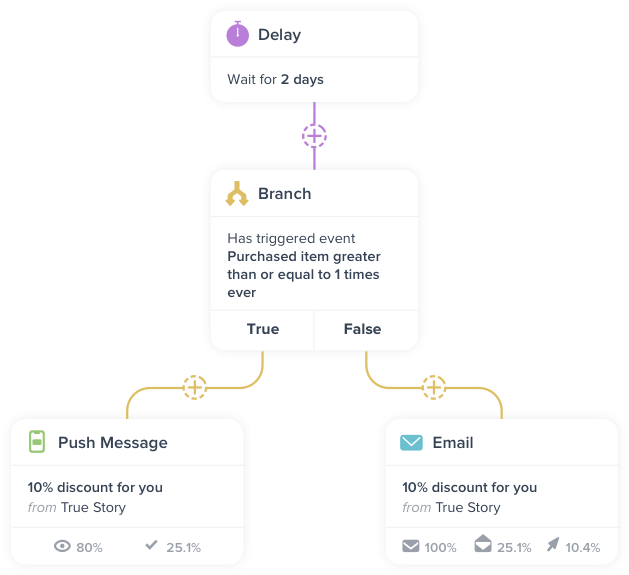 Delay
Wait for 2 days
Branch
Has triggered event
Purchased item greater
than or equal to 1 times
ever
True
False
Push Message
10% discount for you
from True Story
80%
25.1%
Email
10% discount for you
from True Story
100%
25.1%
10.4%